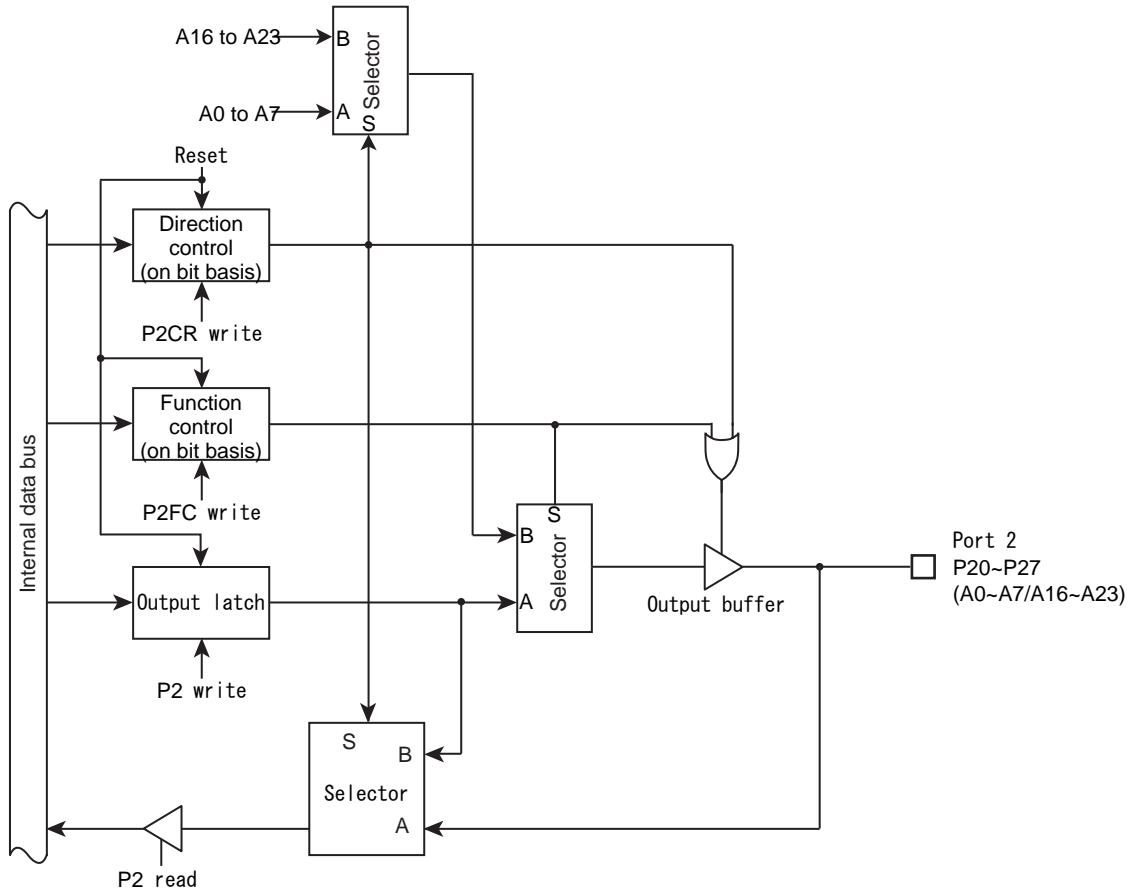 A16 to A23
B
Selector
A0 to A7
A
S
Reset
Direction
control
(on bit basis)
P2CR write
Function
control
(on bit basis)
P2FC write
Internal data bus
S
B
Selector
A
Output buffer
Port 2
P20~P27
(A0~A7/A16~A23)
Output latch
P2 write
S
B
Selector
A
P2 read